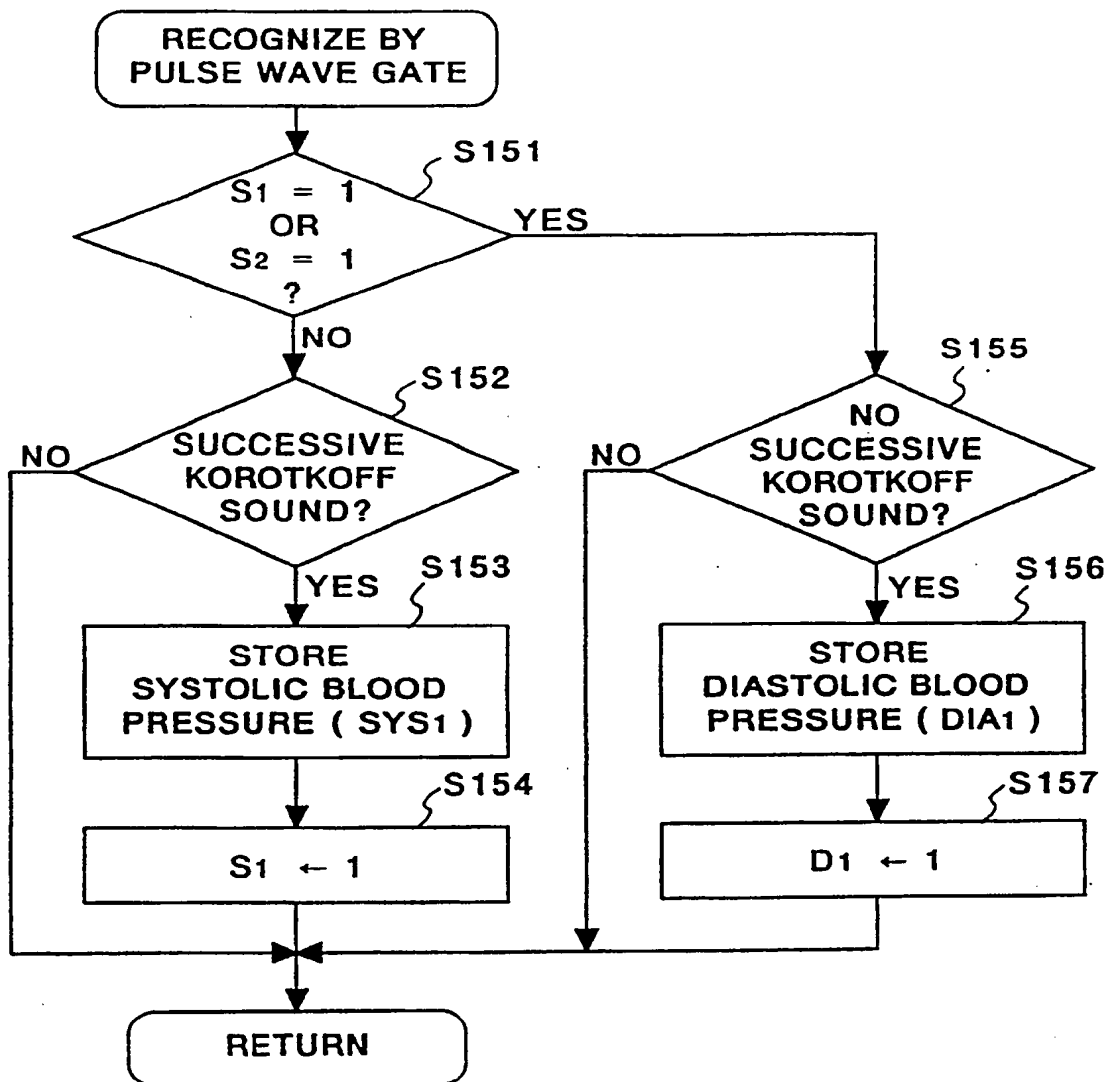 RECOGNIZE BY
PULSE WAVE GATE
S151
S1 = 1
OR
S2 = 1
?
YES
NO
S152
SUCCESSIVE
KOROTKOFF
SOUND?
NO
YES
S153
STORE
SYSTOLIC BLOOD
PRESSURE ( SYS1 )
S154
S1 ← 1
S155
NO
SUCCESSIVE
KOROTKOFF
SOUND?
NO
YES
S156
STORE
DIASTOLIC BLOOD
PRESSURE ( DIA1 )
S157
D1 ← 1
RETURN